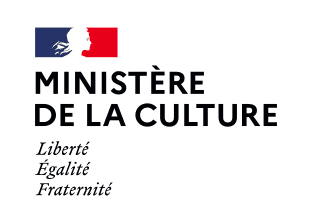 MINISTÈRE
DE LA CULTURE
Liberté
Égalité
Fraternité